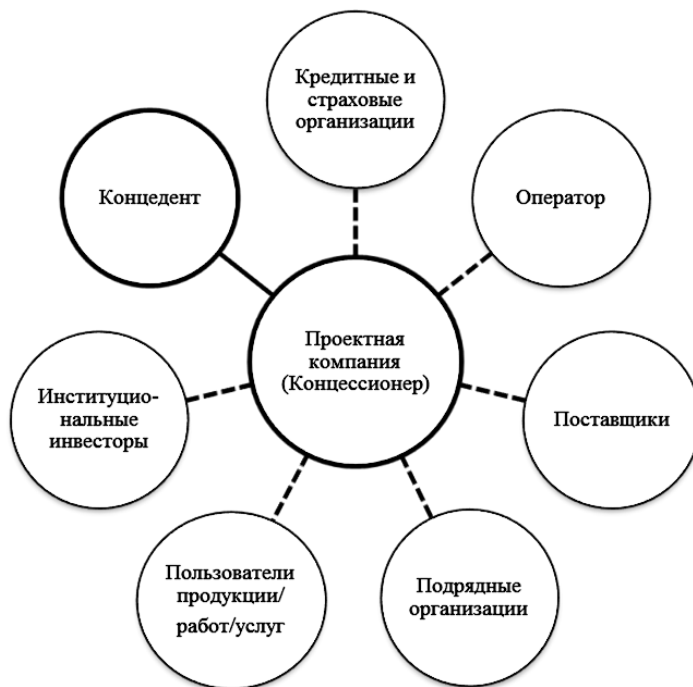 Кредитные и
страховые
организации
Концедент
Оператор
Проектная
компания
(Концессионер)
Институцио-
нальные
инвесторы
Поставщики
Пользователи
продукции/
работ/услуг
Подрядные
организации